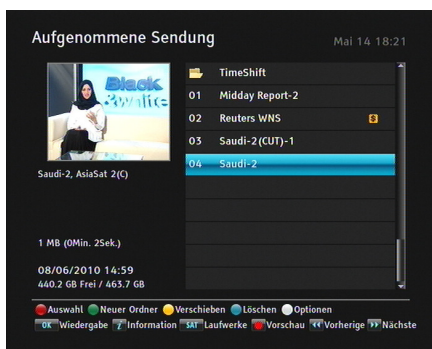 Aufgenommene Sendung
Mai 14 18:21
Black
&White
TimeShift
01 Midday Report-2
02 Reuters WNS $
03 Saudi-2(CUT)-1
04 Saudi-2
Saudi-2, AsiaSat 2(C)
1 MB (0Min. 2Sek.)
08/06/2010 14:59
440.2 GB Frei / 463.7 GB
Auswahl Neuer Ordner Verschieben Löschen Optionen
OK Wiedergabe i Information SAT Laufwerke Vorschau Vorherige Nächste